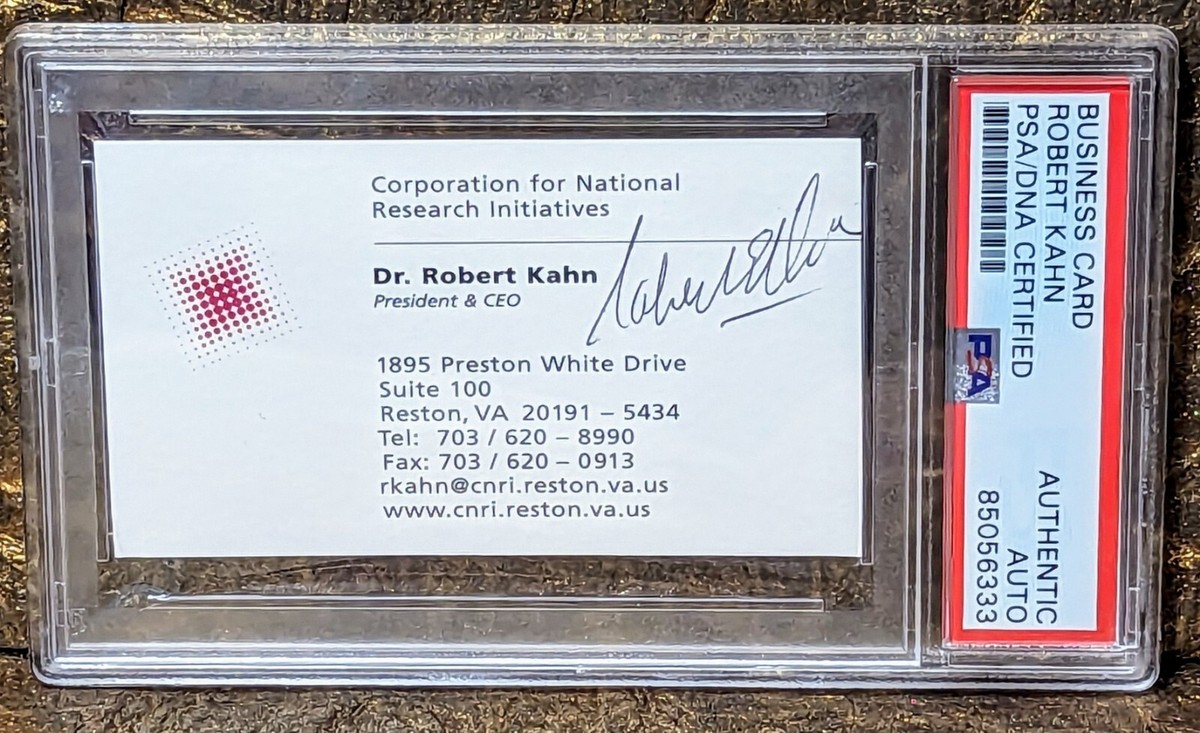 Corporation for National
Research Initiatives
Dr. Robert Kahn
President & CEO
1895 Preston White Drive
Suite 100
Reston, VA 20191 – 5434
Tel: 703 / 620 – 8990
Fax: 703 / 620 – 0913
rkahn@cnri.reston.va.us
www.cnri.reston.va.us
BUSINESS CARD
ROBERT KAHN
PSA/DNA CERTIFIED
AUTHENTIC
AUTO
85056333
PSA